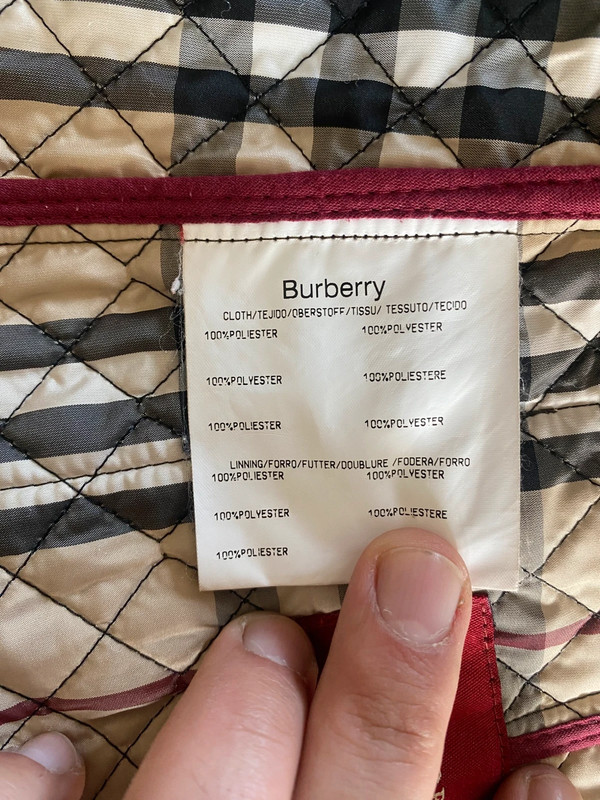 Burberry
CLOTH/TEJIDO/OBERSTOFF/TISSU/ TESSUTO/TECIDO
100%POLIESTER 100%POLYESTER
100%POLYESTER 100%POLIESTERE
100%POLYESTER 100%POLYESTER
LINNING/FORRO/FUTTER/DOUBLURE /FODERA/FORRO
100%POLIESTER 100%POLYESTER
100%POLYESTER 100%POLIESTERE
100%POLIESTER